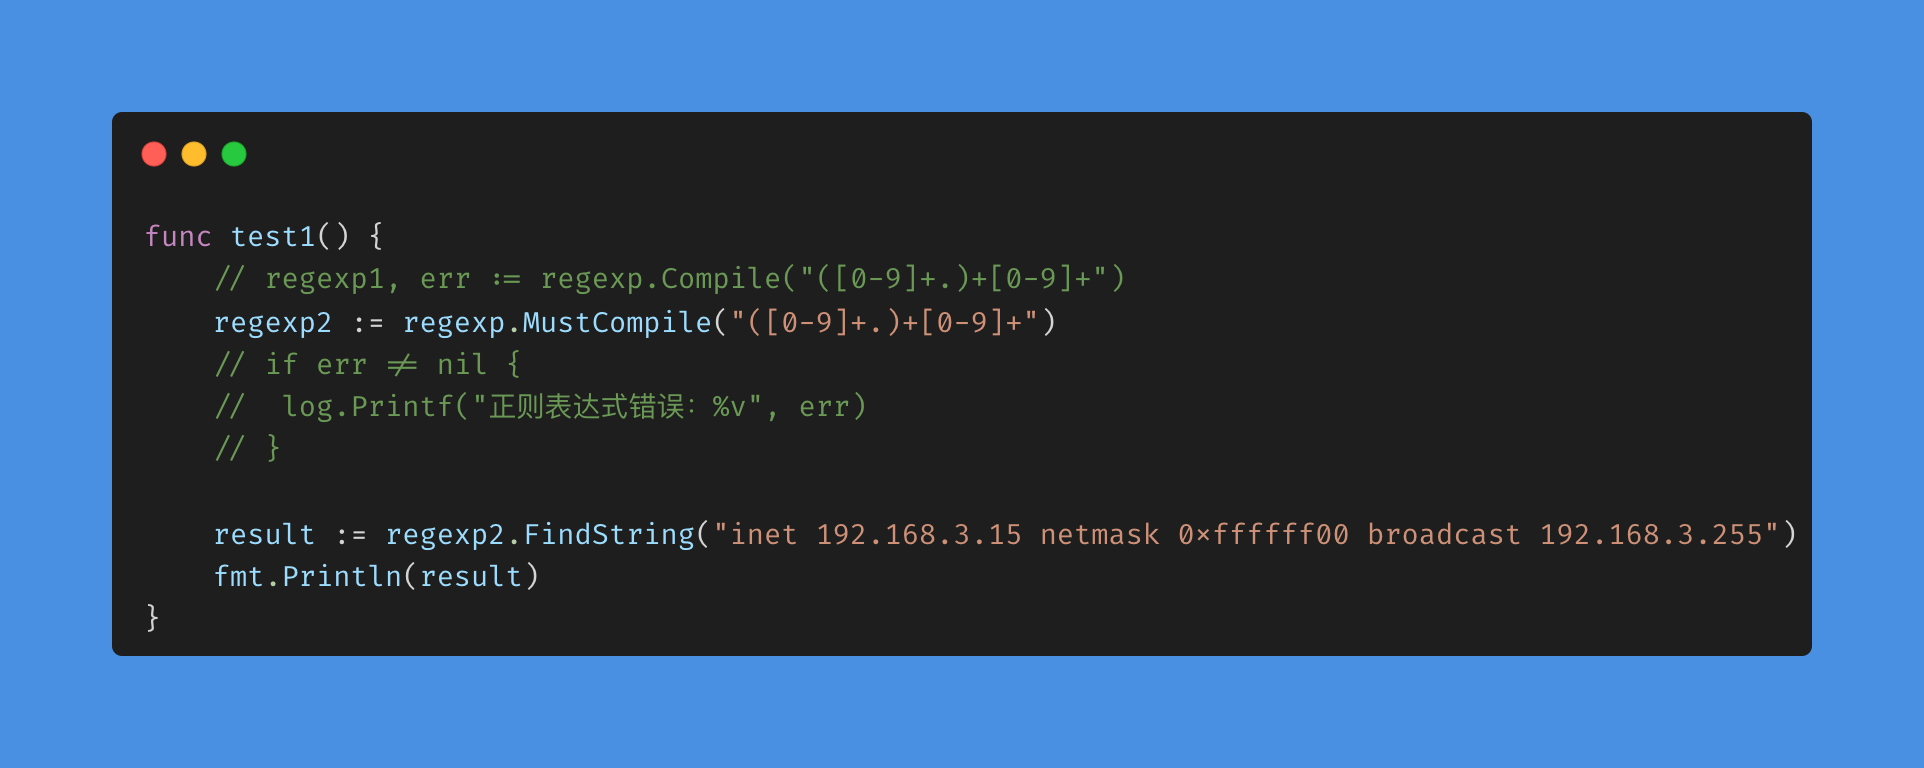 func test1() {
    // regexp1, err := regexp.Compile("([0-9]+.)+[0-9]+")
    regexp2 := regexp.MustCompile("([0-9]+.)+[0-9]+")
    // if err != nil {
    //  log.Printf("正则表达式错误：%v", err)
    // }
    result := regexp2.FindString("inet 192.168.3.15 netmask 0xffffff00 broadcast 192.168.3.255")
    fmt.Println(result)
}